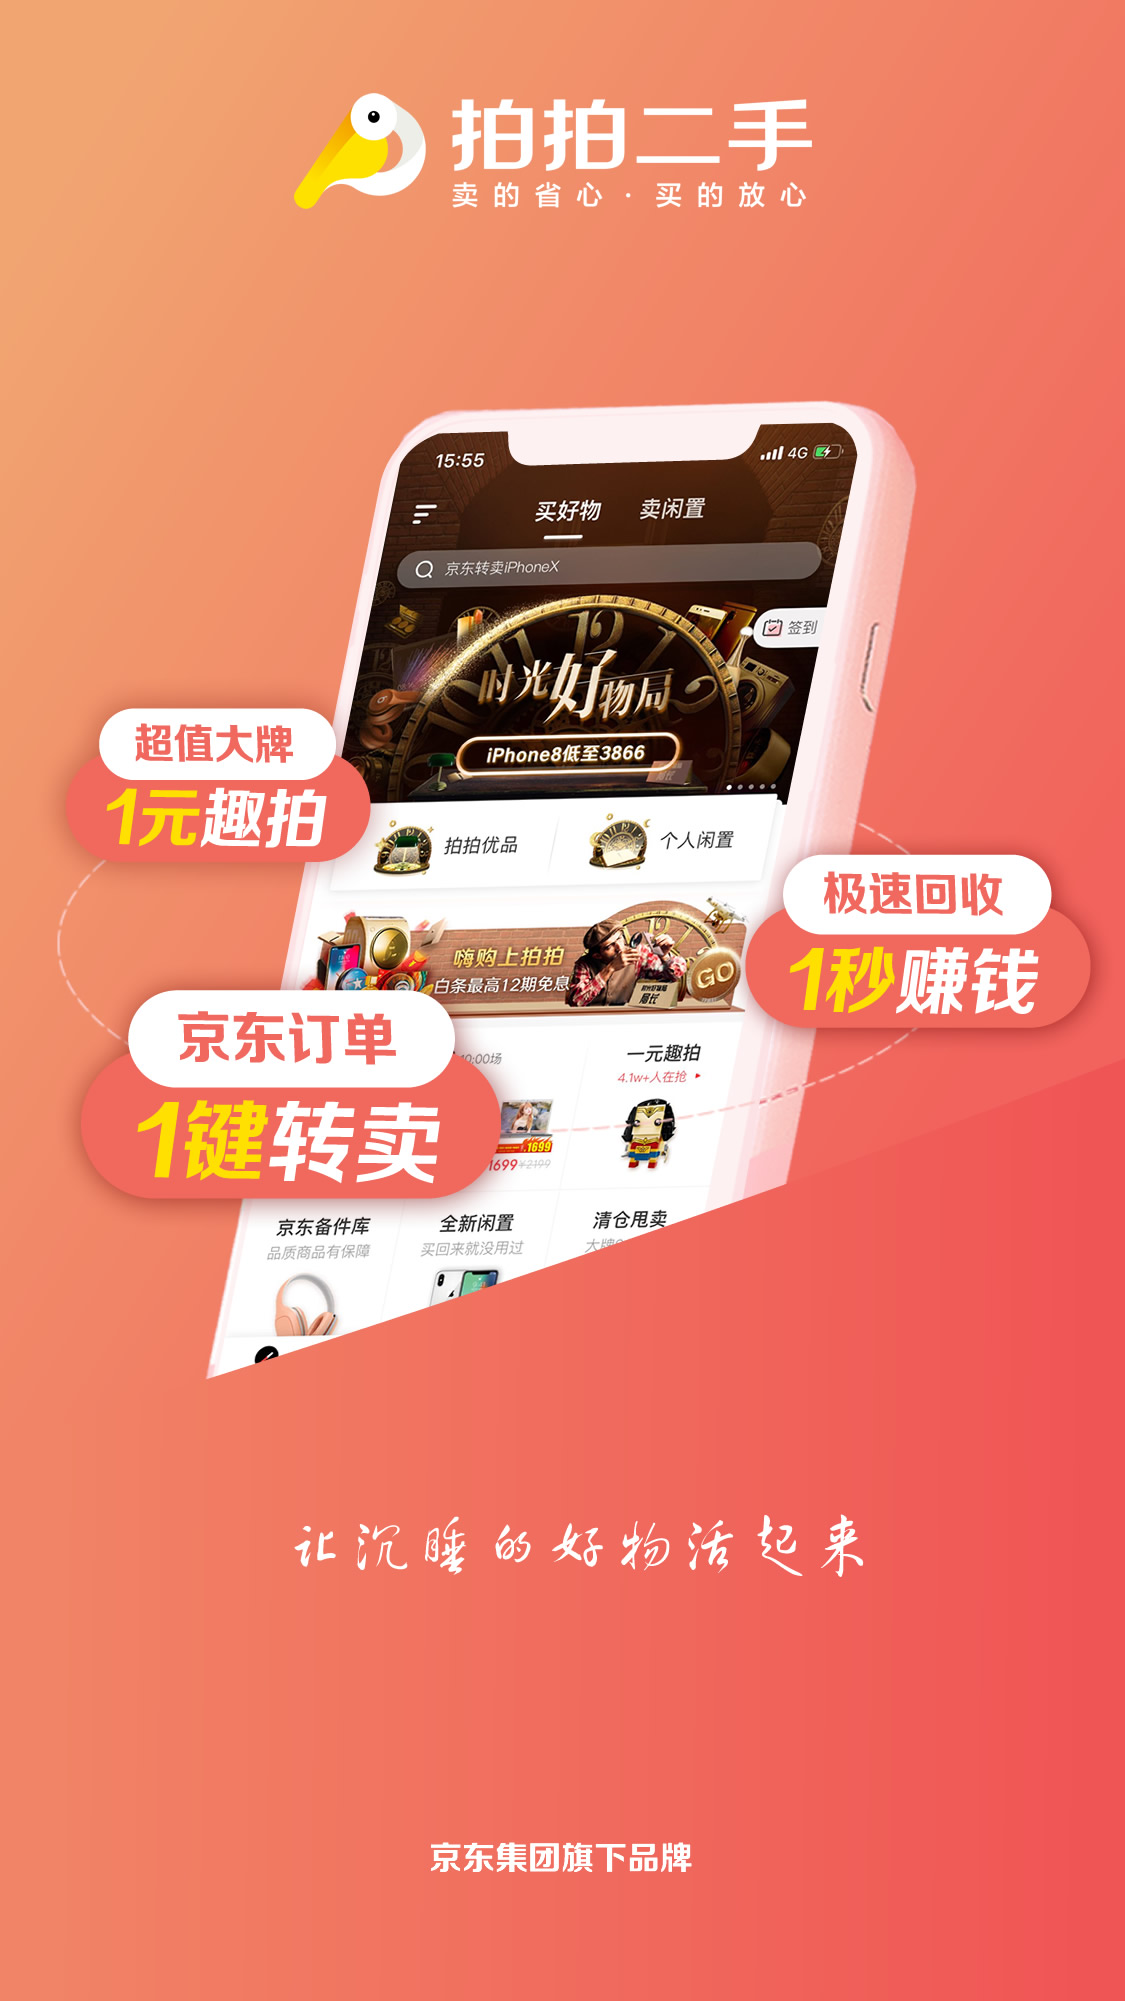 拍拍二手
卖的省心·买的放心
15:55
4G
买好物 卖闲置
京东转卖iPhoneX
签到
时光好物局
iPhone8低至3866
超值大牌
1元趣拍
拍拍优品
个人闲置
极速回收
1秒赚钱
嗨购上拍拍
白条最高12期免息
GO
京东订单
1键转卖
0:00场
一元趣拍
4.1w+人在抢
1699
1699 ¥2199
京东备件库
品质商品有保障
全新闲置
买回来就没用过
清仓甩卖
大牌
让沉睡的好物活起来
京东集团旗下品牌